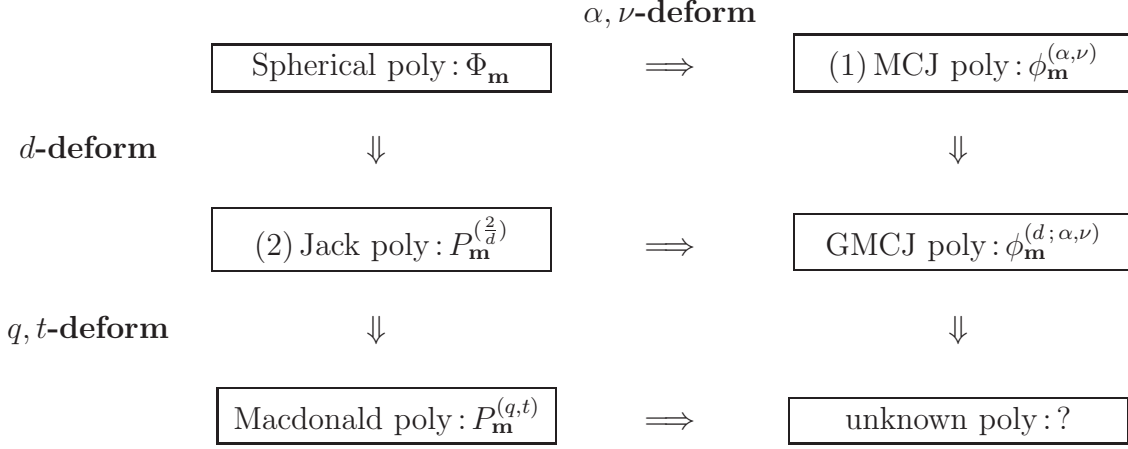 α, ν-deform
Spherical poly : Φ_m ⟹ (1) MCJ poly : ϕ_m^{(α,ν)}
d-deform ⇓ ⇓
(2) Jack poly : P_m^{(2/d)} ⟹ GMCJ poly : ϕ_m^{(d ; α,ν)}
q, t-deform ⇓ ⇓
Macdonald poly : P_m^{(q,t)} ⟹ unknown poly : ?